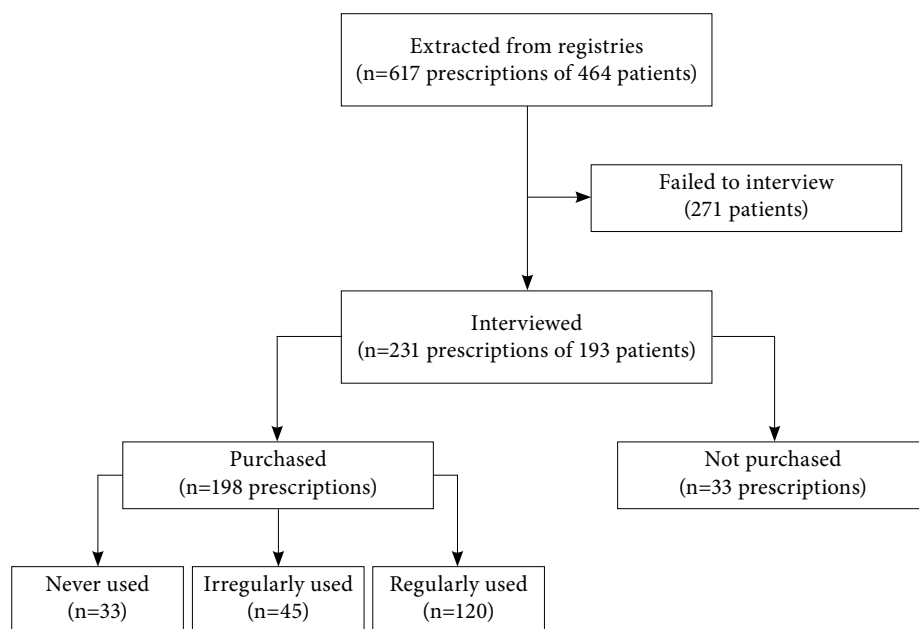 Extracted from registries
(n=617 prescriptions of 464 patients)
Failed to interview
(271 patients)
Interviewed
(n=231 prescriptions of 193 patients)
Purchased
(n=198 prescriptions)
Not purchased
(n=33 prescriptions)
Never used
(n=33)
Irregularly used
(n=45)
Regularly used
(n=120)